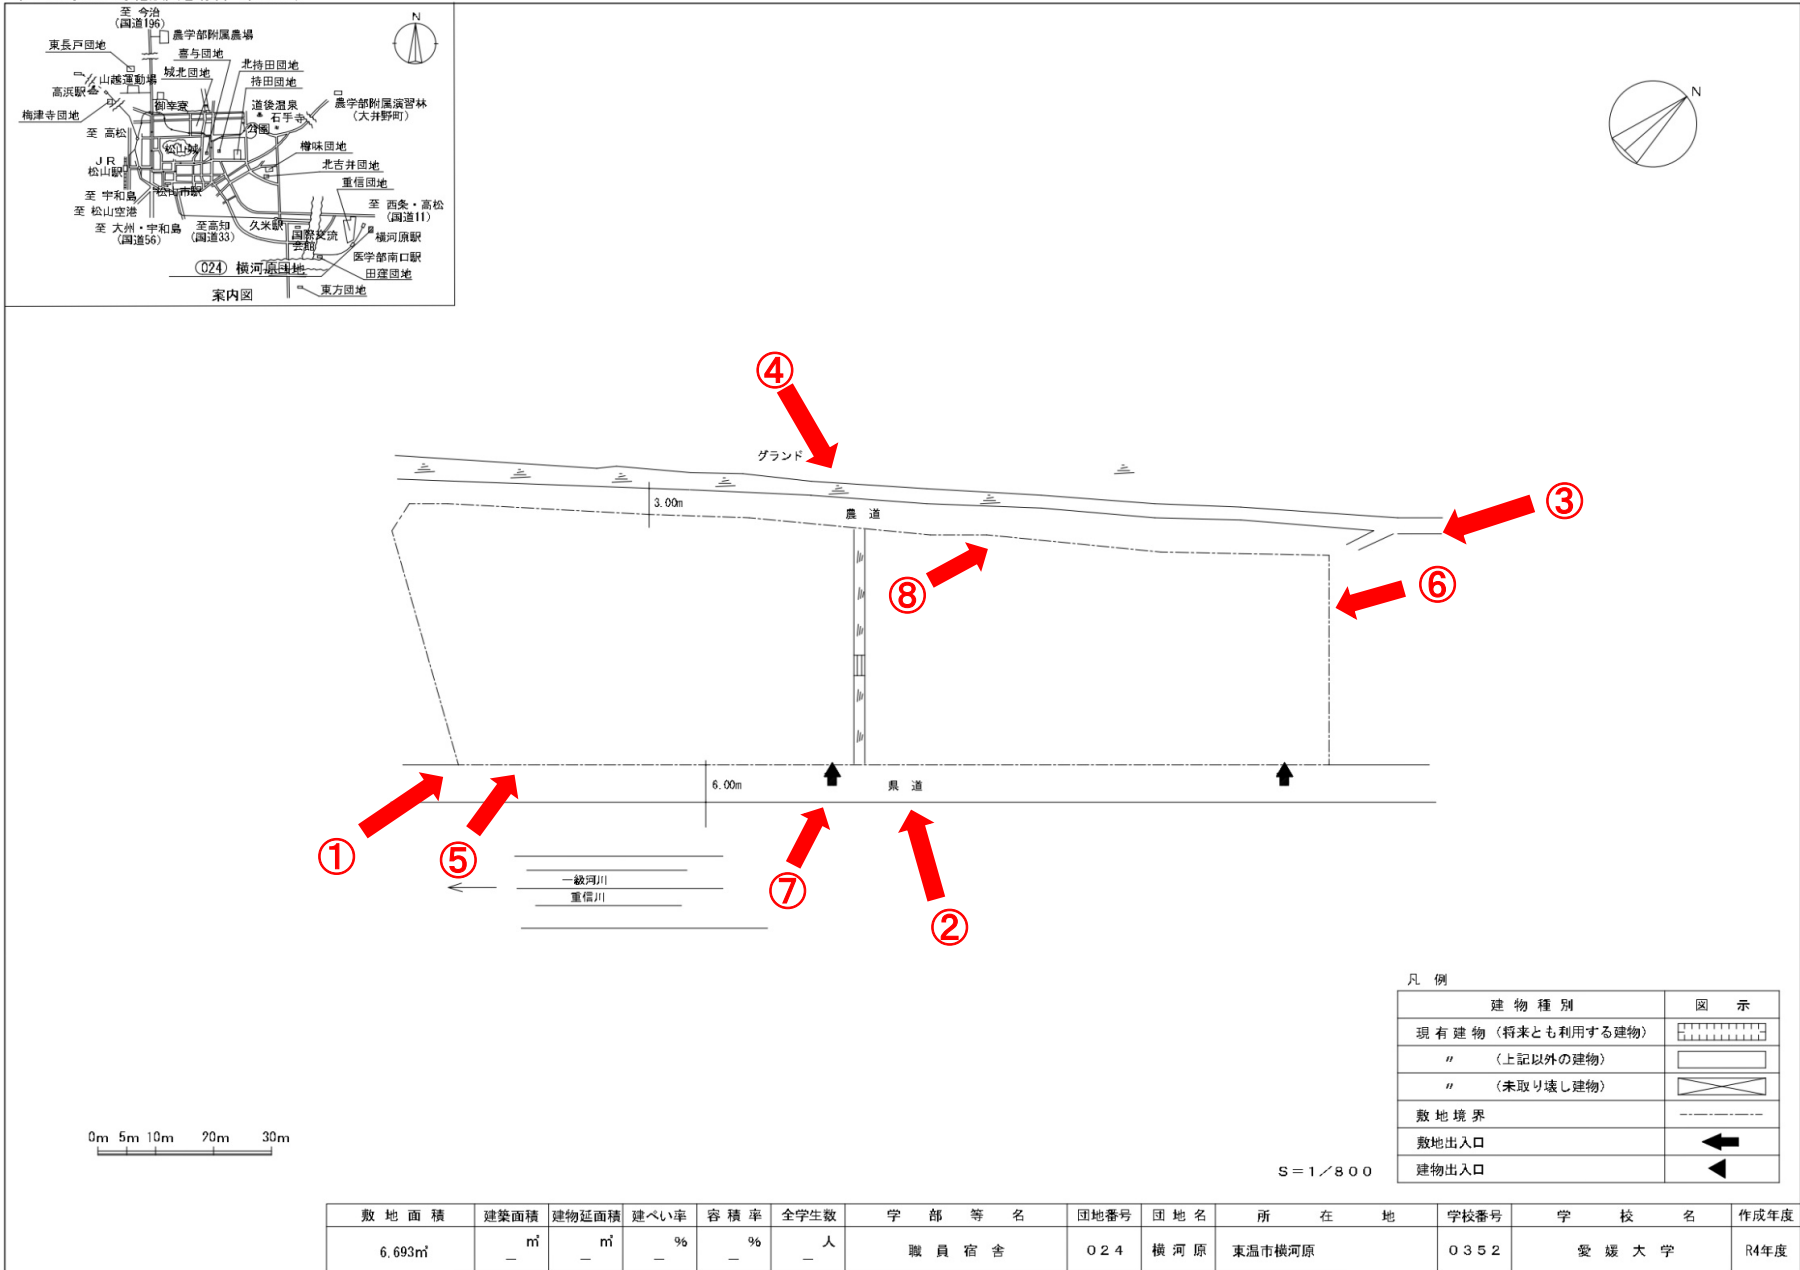 至 今治
(国道196)
農学部附属農場
N
東長戸団地
喜与団地
城北団地
北持田団地
山越運動場
持田団地
高浜駅
御幸寮
道後温泉
農学部附属演習林
(大井野町)
梅津寺団地
石手寺
公園
至 高松
松山城
樽味団地
JR
松山駅
北吉井団地
重信団地
至 宇和島
松山市駅
至 西条・高松
(国道11)
至 松山空港
至 大州・宇和島
(国道56)
至高知
(国道33)
久米駅
国際交流
会館
横河原駅
医学部南口駅
024 横河原団地
田窪団地
案内図
東方団地
N
④
グランド
3.00m
農 道
③
⑧
⑥
6.00m
県 道
①
⑤
⑦
②
一級河川
重信川
凡 例
建 物 種 別 図 示
現 有 建 物 (将来とも利用する建物)
〃 (上記以外の建物)
〃 (未取り壊し建物)
敷 地 境 界
敷地出入口
建物出入口
0m 5m 10m 20m 30m
S=1/800
敷 地 面 積 建築面積 建物延面積 建ぺい率 容 積 率 全学生数 学 部 等 名 団地番号 団 地 名 所 在 地 学校番号 学 校 名 作成年度
6,693㎡ ㎡ _ ㎡ _ % _ % _ 人 _ 職 員 宿 舎 024 横 河 原 東温市横河原 0352 愛 媛 大 学 R4年度